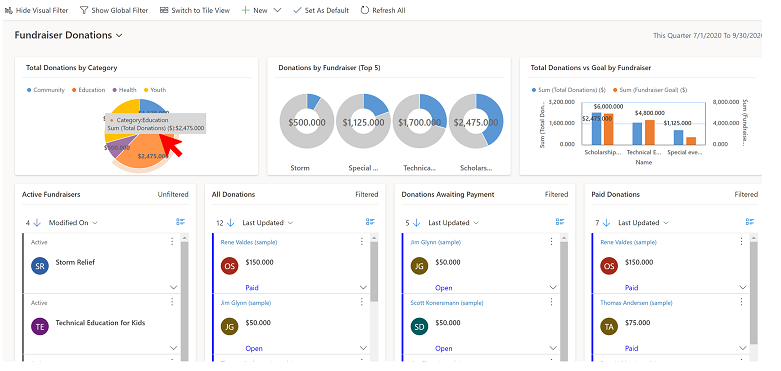 Hide Visual Filter Show Global Filter Switch to Tile View New Set As Default Refresh All
Fundraiser Donations
This Quarter 7/1/2020 To 9/30/2020
Total Donations by Category
Community Education Health Youth
Category:Education
Sum (Total Donations) ($):$2,475.000
$500.000
$2,475.000
Donations by Fundraiser (Top 5)
$500.000 $1,125.000 $1,700.000 $2,475.000
Storm Special ... Technica... Scholars...
Total Donations vs Goal by Fundraiser
Sum (Total Donations) ($) Sum (Fundraiser Goal) ($)
Sum (Total Don...
3,200.000
1,600.000
0.000
$6,000.000
$2,475.000
$4,800.000
$1,125.000
8,000.000
4,000.000
0.000
Sum (Fundraise...
Scholarship... Technical E... Special eve...
Name
Active Fundraisers Unfiltered
4 Modified On
Active
SR Storm Relief
Active
TE Technical Education for Kids
All Donations Filtered
12 Last Updated
Rene Valdes (sample)
OS $150.000
Paid
Jim Glynn (sample)
JG $50.000
Open
Donations Awaiting Payment Filtered
5 Last Updated
Jim Glynn (sample)
JG $50.000
Open
Scott Konersmann (sample)
SD $50.000
Open
Paid Donations Filtered
7 Last Updated
Rene Valdes (sample)
OS $150.000
Paid
Thomas Andersen (sample)
TA $75.000
Paid